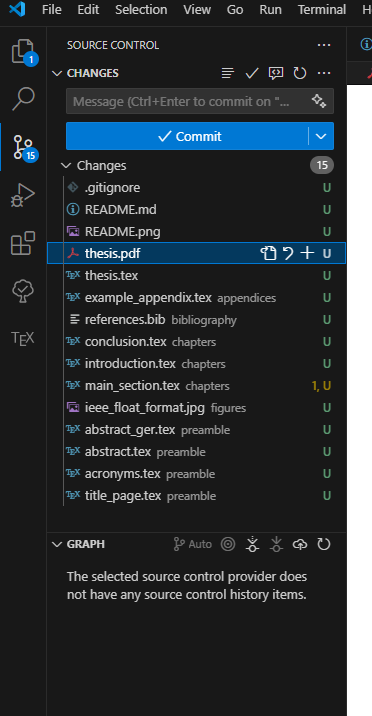 File Edit Selection View Go Run Terminal
1
SOURCE CONTROL
CHANGES
Message (Ctrl+Enter to commit on "...
Commit
15
Changes 15
.gitignore U
README.md U
README.png U
thesis.pdf U
thesis.tex U
example_appendix.tex appendices U
references.bib bibliography U
conclusion.tex chapters U
introduction.tex chapters U
main_section.tex chapters 1, U
ieee_float_format.jpg figures U
abstract_ger.tex preamble U
abstract.tex preamble U
acronyms.tex preamble U
title_page.tex preamble U
TEX
GRAPH Auto
The selected source control provider does
not have any source control history items.